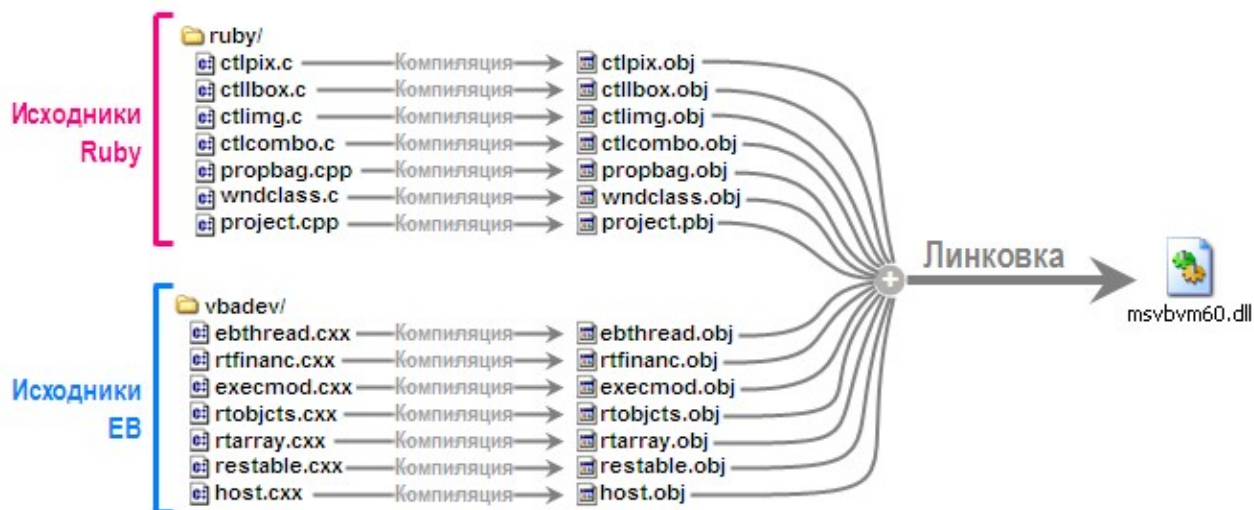 ruby/
ctlpix.c Компиляция ctlpix.obj
ctllbox.c Компиляция ctllbox.obj
ctlimg.c Компиляция ctlimg.obj
ctlcombo.c Компиляция ctlcombo.obj
propbag.cpp Компиляция propbag.obj
wndclass.c Компиляция wndclass.obj
project.cpp Компиляция project.pbj
Исходники
Ruby
Линковка
msvbvm60.dll
vbadev/
ebthread.cxx Компиляция ebthread.obj
rtfinanc.cxx Компиляция rtfinanc.obj
execmod.cxx Компиляция execmod.obj
rtobjcts.cxx Компиляция rtobjcts.obj
rtarray.cxx Компиляция rtarray.obj
restable.cxx Компиляция restable.obj
host.cxx Компиляция host.obj
Исходники
EB